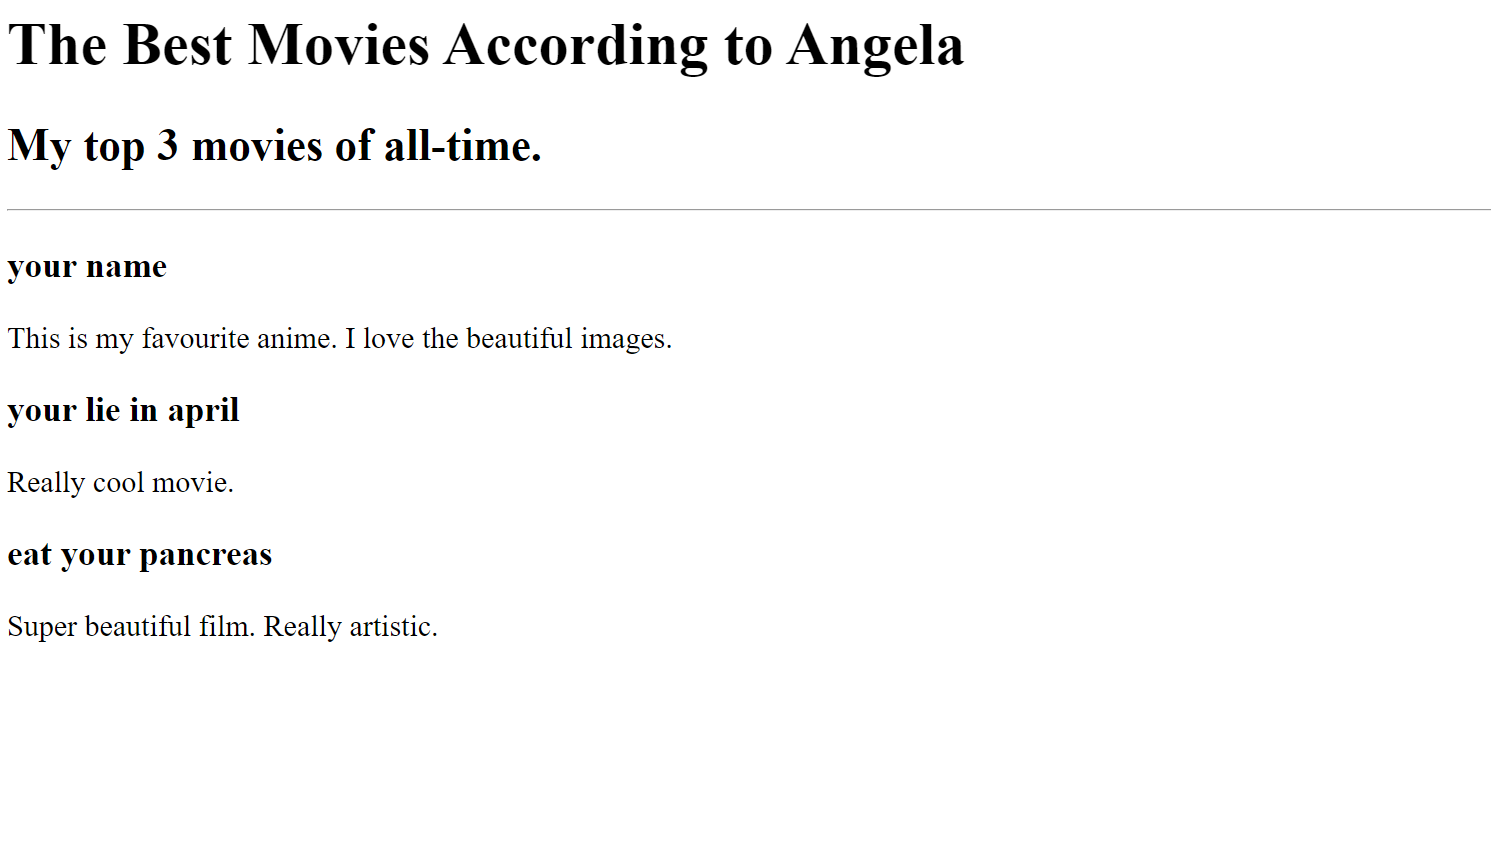 The Best Movies According to Angela
My top 3 movies of all-time.
your name
This is my favourite anime. I love the beautiful images.
your lie in april
Really cool movie.
eat your pancreas
Super beautiful film. Really artistic.